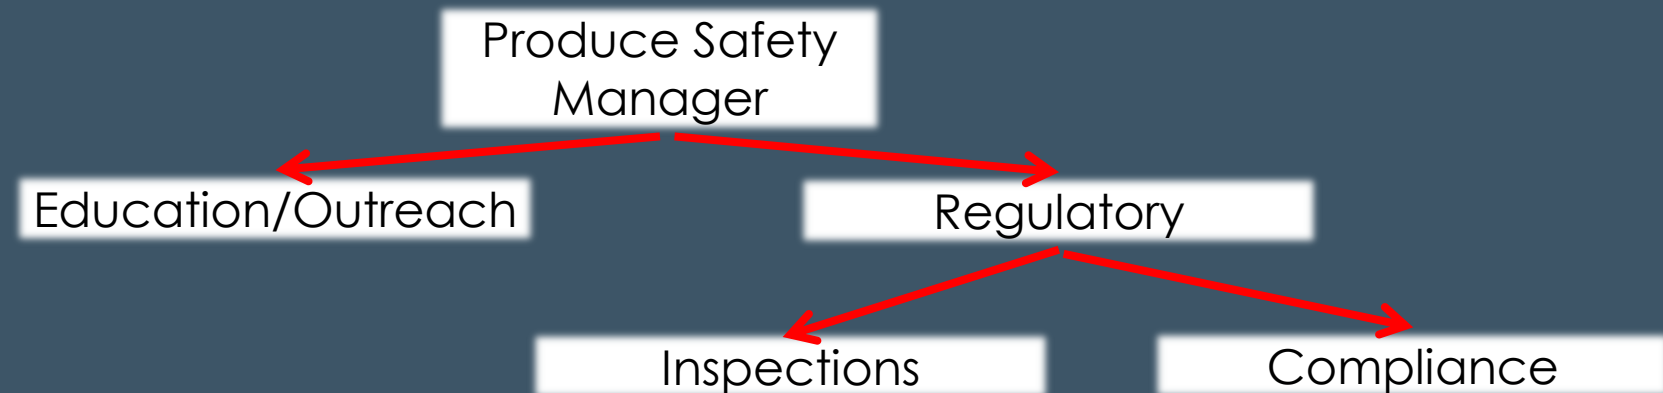 Produce Safety
Manager
Education/Outreach
Regulatory
Inspections
Compliance